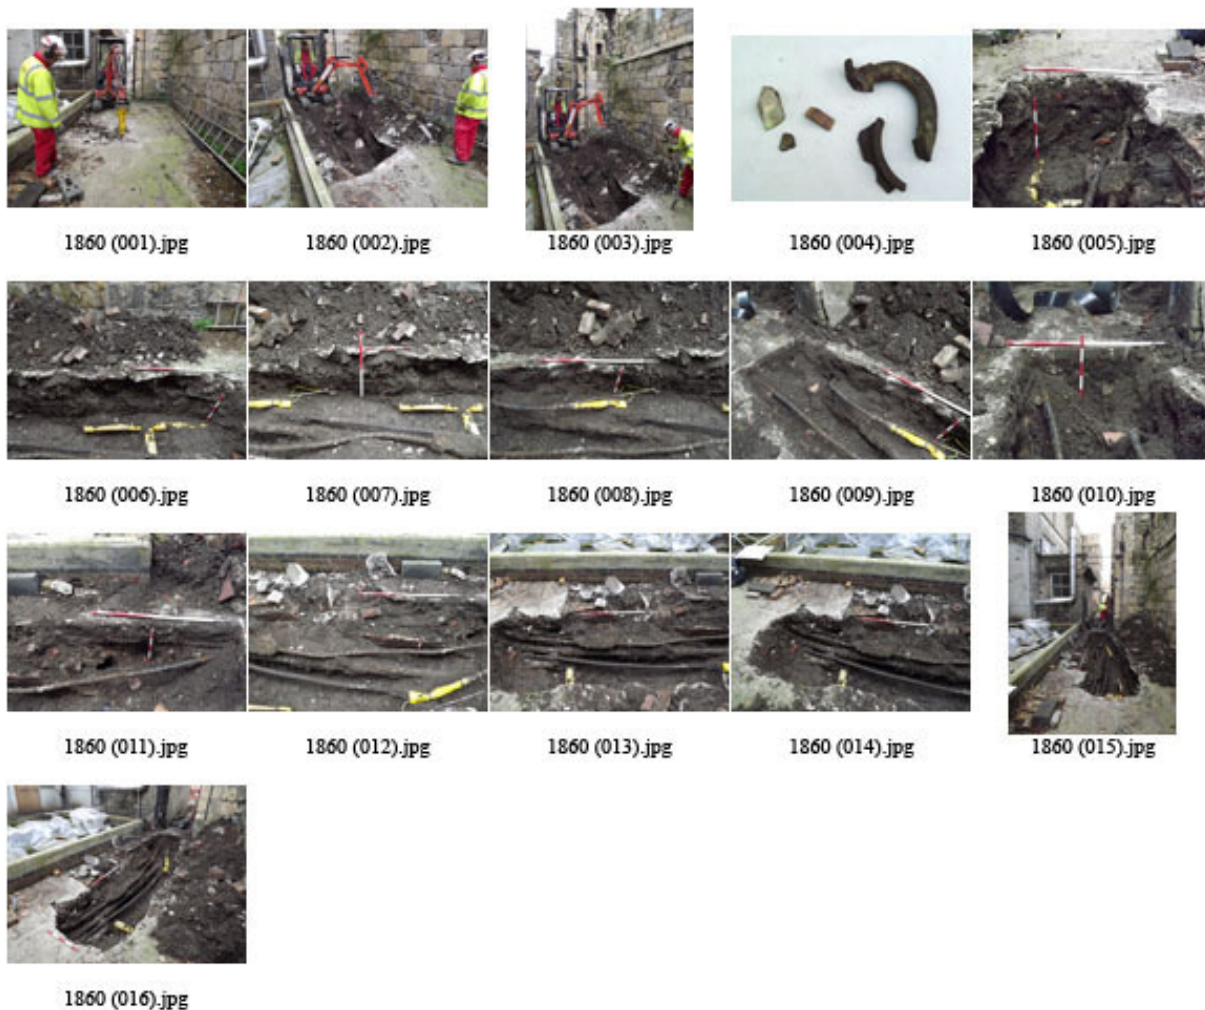 1860 (001).jpg
1860 (002).jpg
1860 (003).jpg
1860 (004).jpg
1860 (005).jpg
1860 (006).jpg
1860 (007).jpg
1860 (008).jpg
1860 (009).jpg
1860 (010).jpg
1860 (011).jpg
1860 (012).jpg
1860 (013).jpg
1860 (014).jpg
1860 (015).jpg
1860 (016).jpg